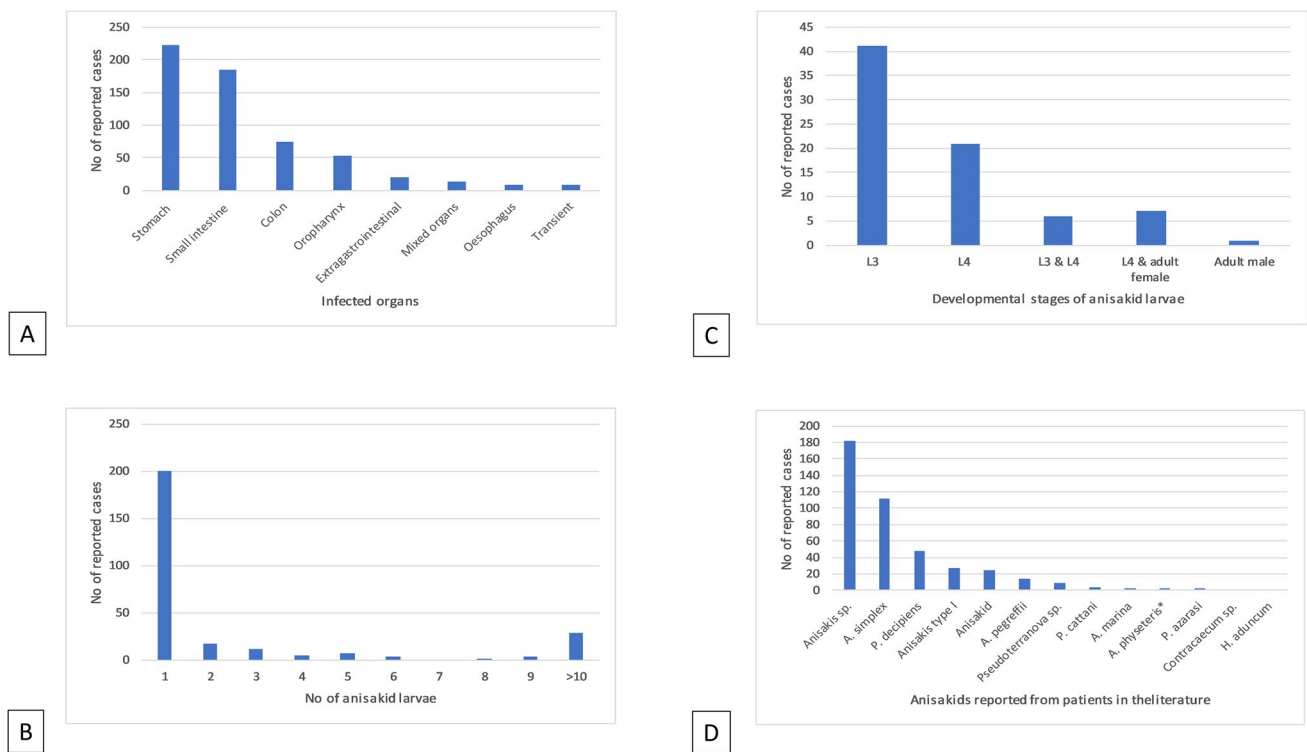 250
200
150
100
50
0
No of reported cases
Stomach
Small intestine
Colon
Oropharynx
Extragastrointestinal
Mixed organs
Oesophagus
Transient
Infected organs
A
45
40
35
30
25
20
15
10
5
0
No of reported cases
L3
L4
L3 & L4
L4 & adult
female
Adult male
Developmental stages of anisakid larvae
C
250
200
150
100
50
0
No of reported cases
1 2 3 4 5 6 7 8 9 >10
No of anisakid larvae
B
200
180
160
140
120
100
80
60
40
20
0
No of reported cases
Anisakis sp.
A. simplex
P. decipiens
Anisakis type I
Anisakid
A. pegreffii
Pseudoterranova sp.
P. cattani
A. marina
A. physeteris*
P. azarasi
Contracaecum sp.
H. aduncum
Anisakids reported from patients in theliterature
D